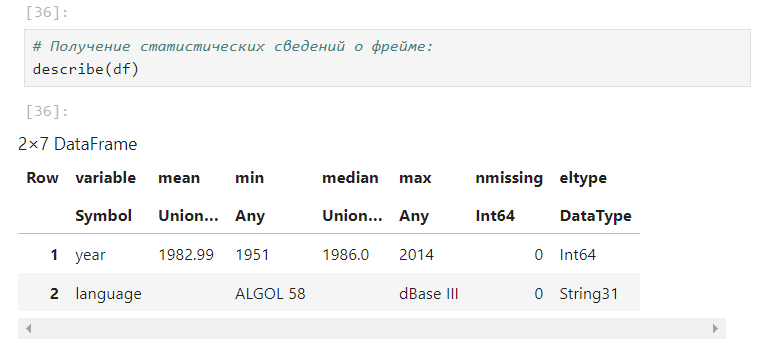 [36]:
# Получение статистических сведений о фрейме:
describe(df)
[36]:
2×7 DataFrame
Row variable mean min median max nmissing eltype
Symbol Union… Any Union… Any Int64 DataType
1 year 1982.99 1951 1986.0 2014 0 Int64
2 language ALGOL 58 dBase III 0 String31